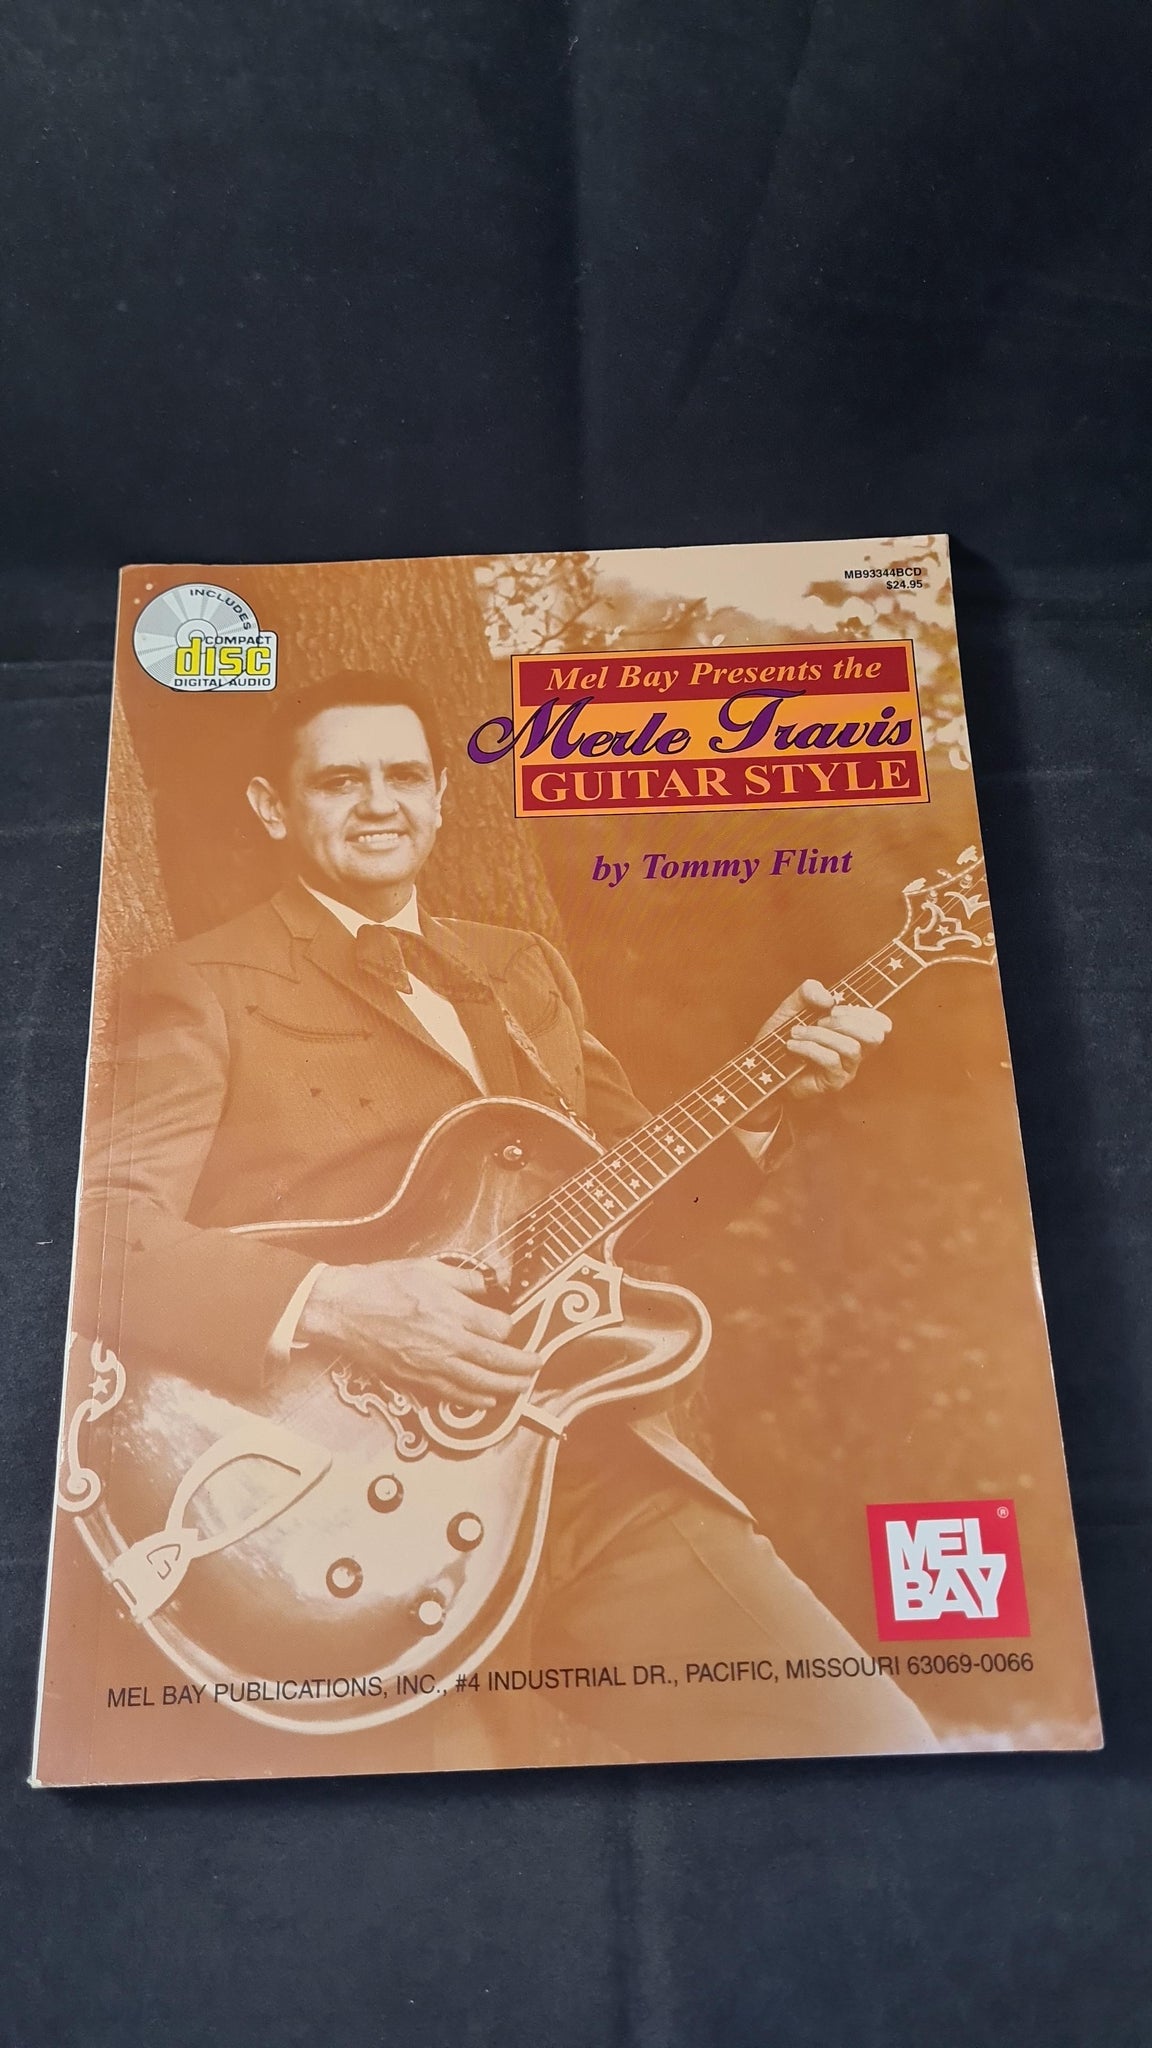 MB93344BCD
$24.95
INCLUDES
COMPACT
disc
DIGITAL AUDIO
Mel Bay Presents the
Merle Travis
GUITAR STYLE
by Tommy Flint
G
MEL
BAY
®
MEL BAY PUBLICATIONS, INC., #4 INDUSTRIAL DR., PACIFIC, MISSOURI 63069-0066